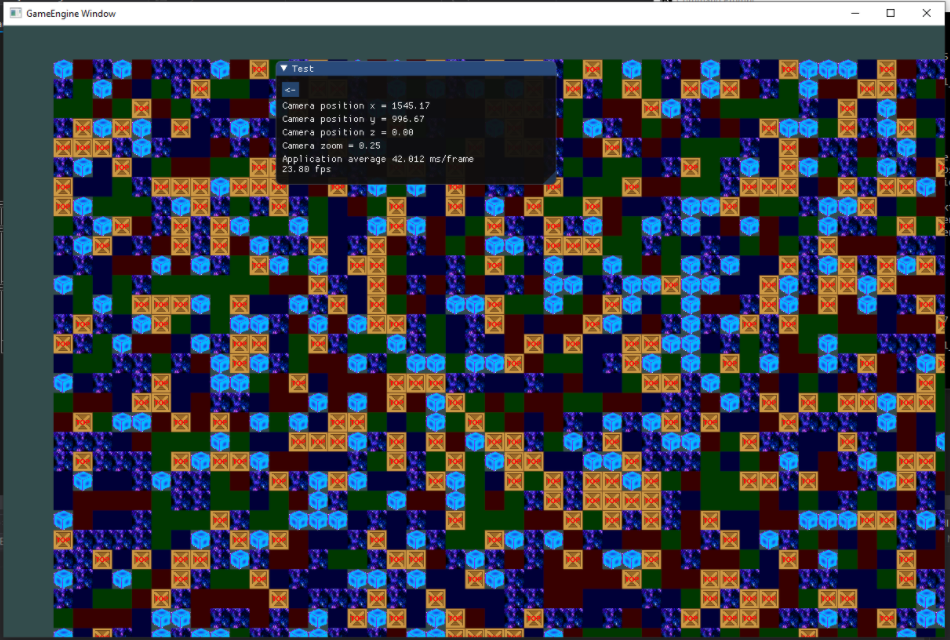 GameEngine Window
Test
<-
Camera position x = 1545.17
Camera position y = 996.67
Camera position z = 0.00
Camera zoom = 0.25
Application average 42.012 ms/frame
23.80 fps